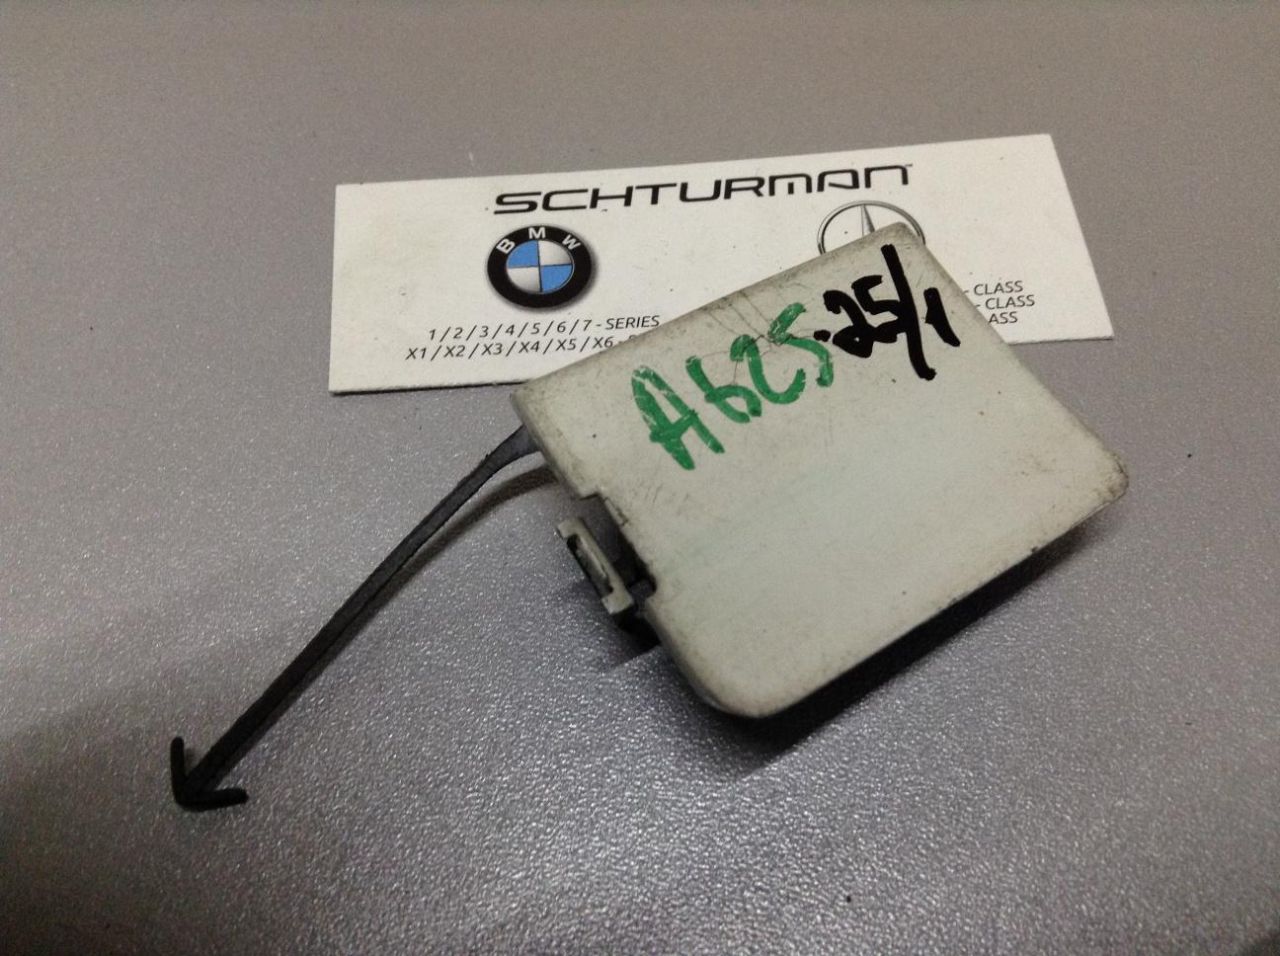 SCHTURMAN
BMW
1 / 2 / 3 / 4 / 5 / 6 / 7 - SERIES
X1 / X2 / X3 / X4 / X5 / X6 -
- CLASS
- CLASS
ASS
A625.25/1